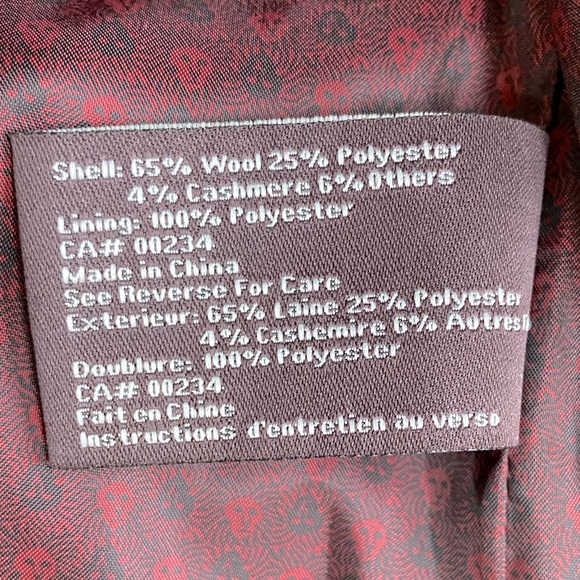 Shell: 65% Wool 25% Polyester
4% Cashmere 6% Others
Lining: 100% Polyester
CA# 00234
Made in China
See Reverse For Care
Exterieur: 65% Laine 25% Polyester
4% Cashemire 6% Autres
Doublure: 100% Polyester
CA# 00234
Fait en Chine
Instructions d'entretien au verso